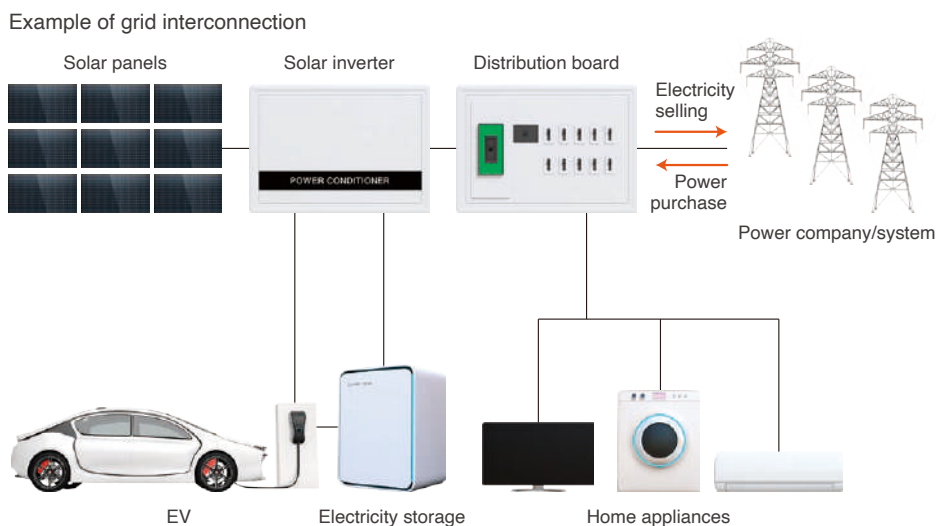 Example of grid interconnection
Solar panels
Solar inverter
Distribution board
Electricity
selling
Power
purchase
POWER CONDITIONER
Power company/system
EV
Electricity storage
Home appliances